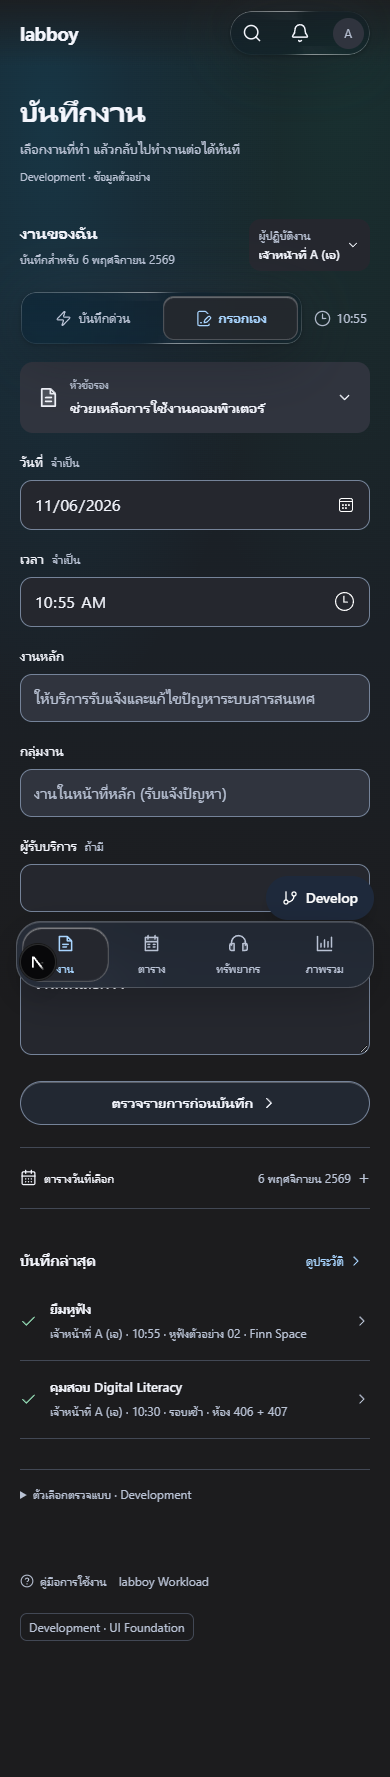 labboy
A
บันทึกงาน
เลือกงานที่ทำ แล้วกลับไปทำงานต่อได้ทันที
Development · ข้อมูลตัวอย่าง
งานของฉัน
บันทึกสำหรับ 6 พฤศจิกายน 2569
ผู้ปฏิบัติงาน
เจ้าหน้าที่ A (เอ)
บันทึกด่วน
กรอกเอง
10:55
หัวข้อรอง
ช่วยเหลือการใช้งานคอมพิวเตอร์
วันที่ จำเป็น
11/06/2026
เวลา จำเป็น
10:55 AM
งานหลัก
ให้บริการรับแจ้งและแก้ไขปัญหาระบบสารสนเทศ
กลุ่มงาน
งานในหน้าที่หลัก (รับแจ้งปัญหา)
ผู้รับบริการ ถ้ามี
Develop
งาน
ตาราง
ทรัพยากร
ภาพรวม
ตรวจรายการก่อนบันทึก
ตารางวันที่เลือก
6 พฤศจิกายน 2569 +
บันทึกล่าสุด
ดูประวัติ
ยืมหูฟัง
เจ้าหน้าที่ A (เอ) · 10:55 · หูฟังตัวอย่าง 02 · Finn Space
คุมสอบ Digital Literacy
เจ้าหน้าที่ A (เอ) · 10:30 · รอบเช้า · ห้อง 406 + 407
ตัวเลือกตรวจแบบ · Development
คู่มือการใช้งาน
labboy Workload
Development · UI Foundation